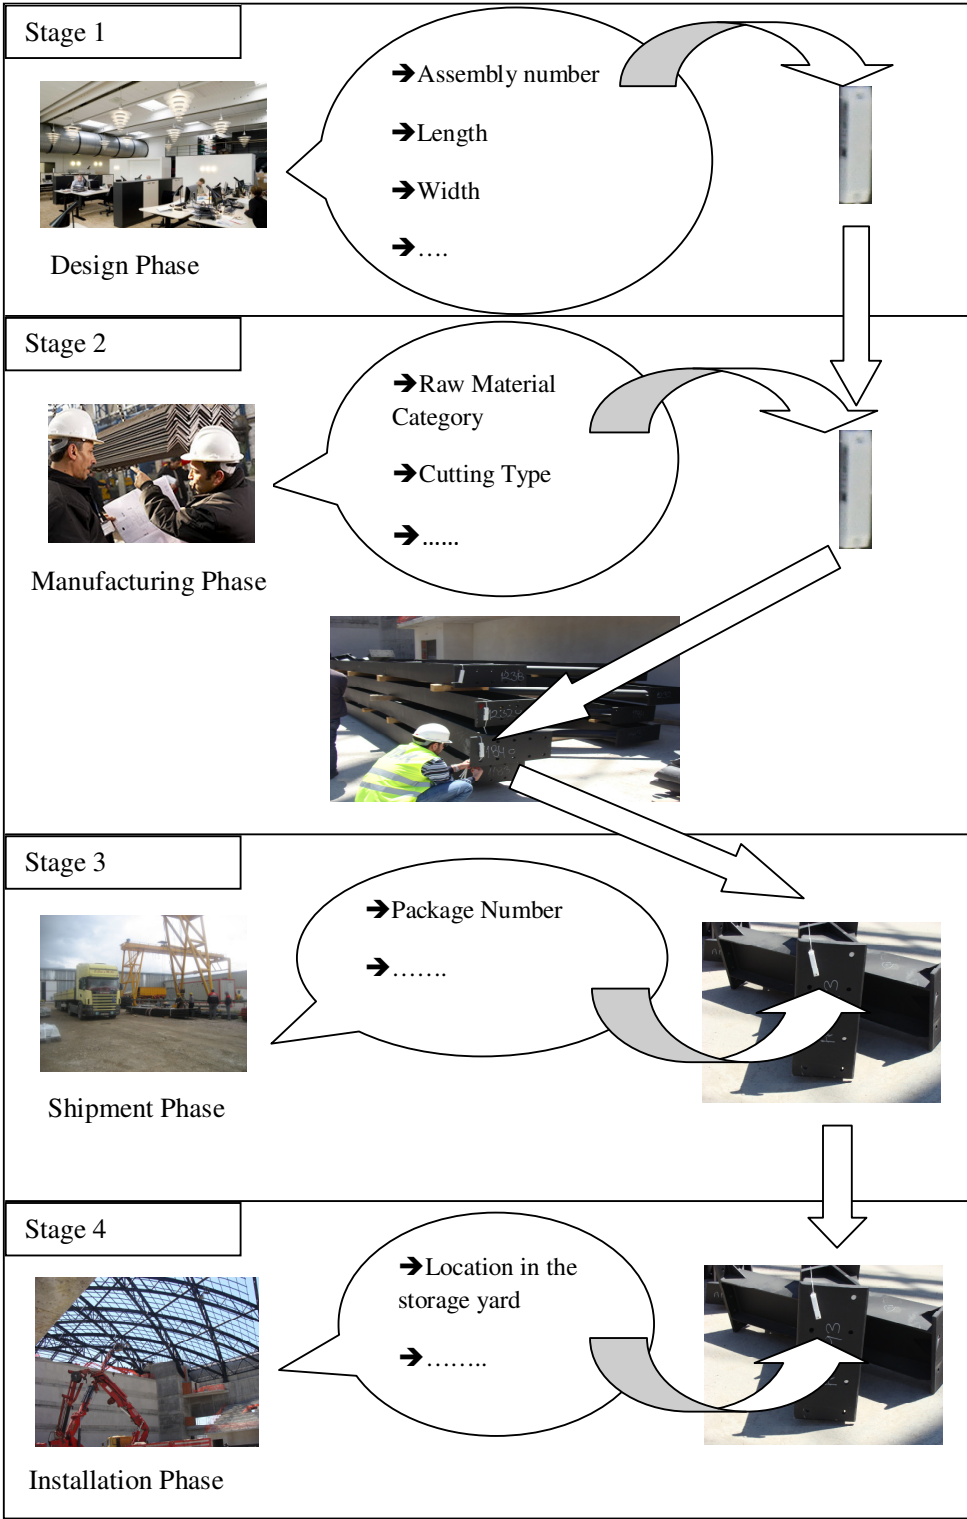 Stage 1
➔Assembly number
➔Length
➔Width
➔….
Design Phase
Stage 2
➔Raw Material
Category
➔Cutting Type
➔......
Manufacturing Phase
Stage 3
➔Package Number
➔…….
Shipment Phase
Stage 4
➔Location in the
storage yard
➔……..
Installation Phase